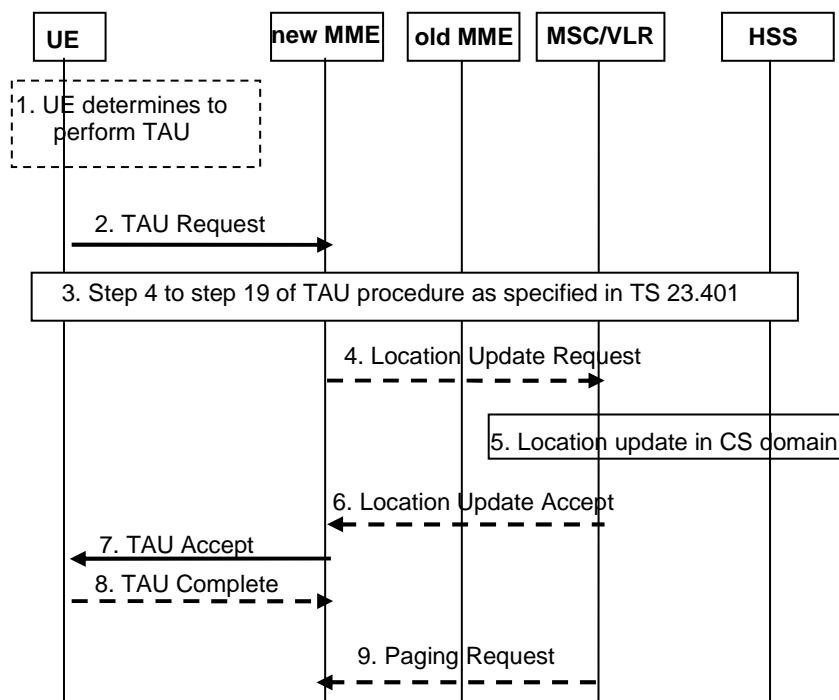 UE
new MME
old MME
MSC/VLR
HSS
1. UE determines to
perform TAU
2. TAU Request
3. Step 4 to step 19 of TAU procedure as specified in TS 23.401
4. Location Update Request
5. Location update in CS domain
6. Location Update Accept
7. TAU Accept
8. TAU Complete
9. Paging Request